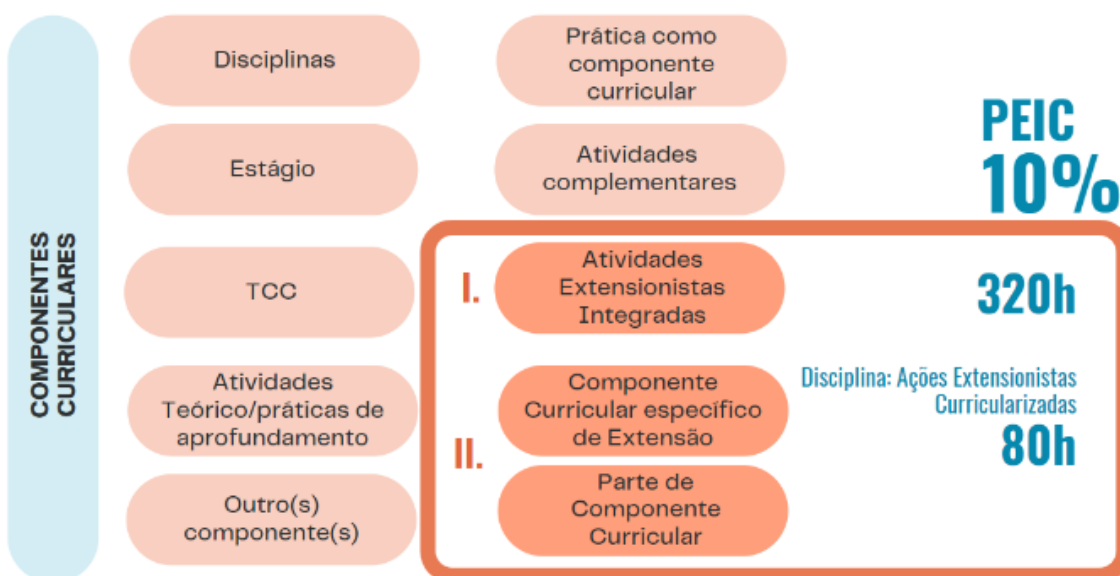 COMPONENTES
CURRICULARES
Disciplinas
Prática como
componente
curricular
Estágio
Atividades
complementares
PEIC
10%
TCC
I.
Atividades
Extensionistas
Integradas
320h
Atividades
Teórico/práticas de
aprofundamento
II.
Componente
Curricular específico
de Extensão
Disciplina: Ações Extensionistas
Curricularizadas
80h
Outro(s)
componente(s)
Parte de
Componente
Curricular